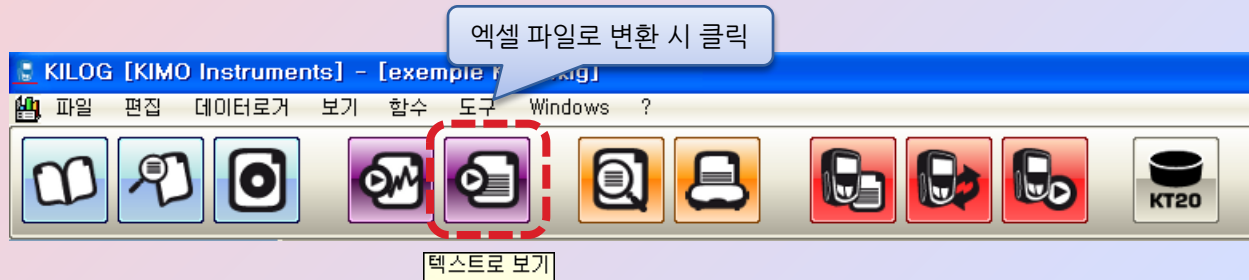 엑셀 파일로 변환 시 클릭
KILOG [KIMO Instruments] - [exemple
파일 편집 데이터로거 보기 함수 도구 Windows ?
KT20
텍스트로 보기